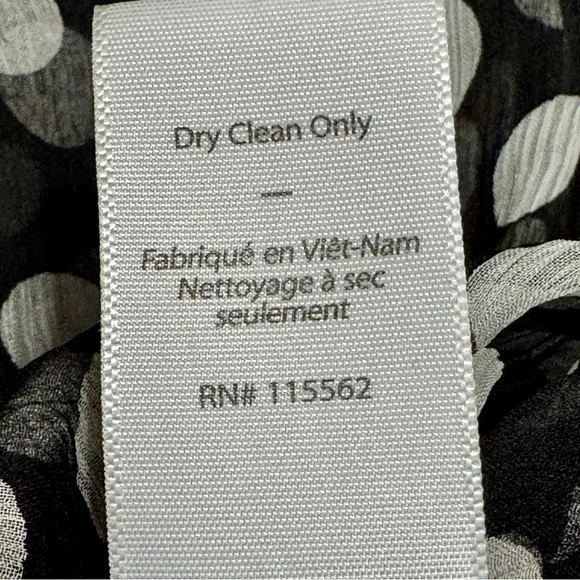 Dry Clean Only
—
Fabriqué en Viêt-Nam
Nettoyage à sec
seulement
RN# 115562